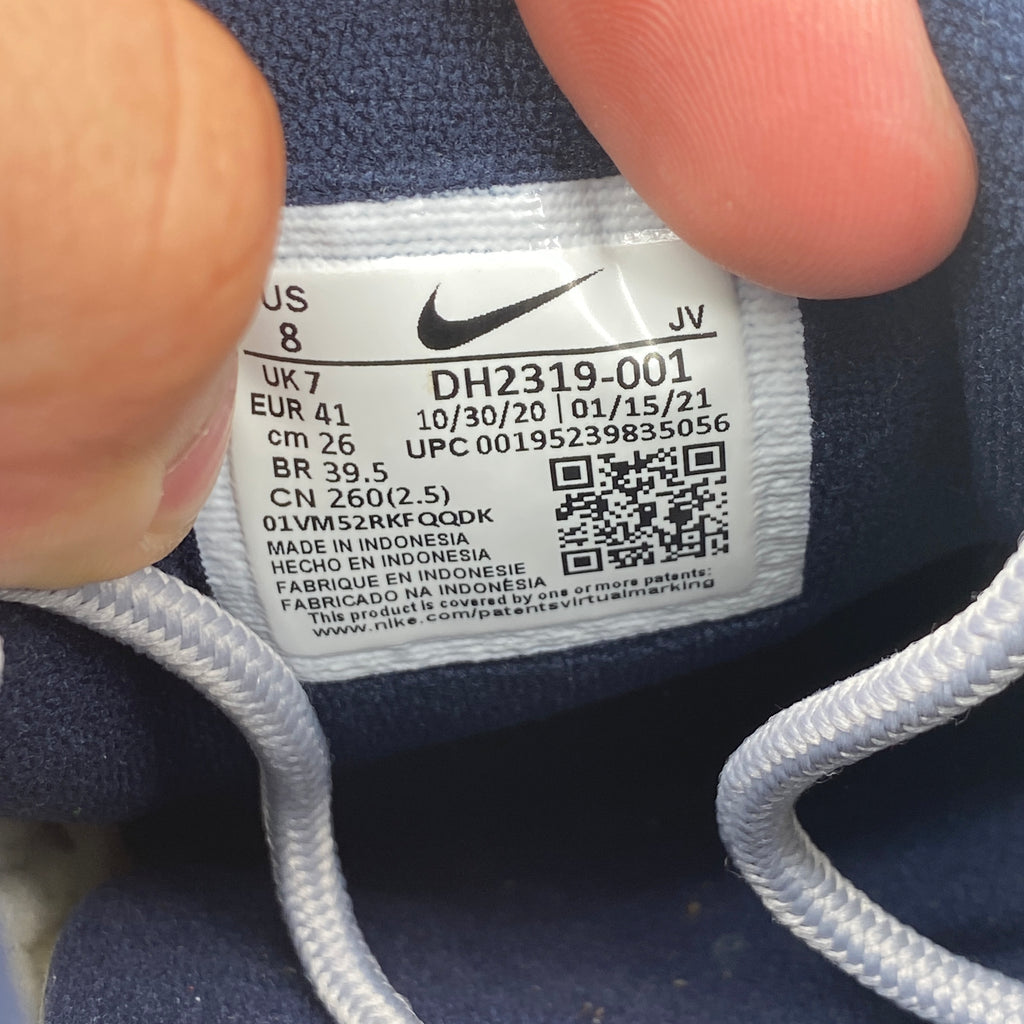 US
8
JV
UK 7
EUR 41
cm 26
BR 39.5
CN 260(2.5)
DH2319-001
10/30/20 | 01/15/21
UPC 00195239835056
01VM52RKFQQDK
MADE IN INDONESIA
HECHO EN INDONESIA
FABRIQUE EN INDONESIE
FABRICADO NA INDONÉSIA
This product is covered by one or more patents:
www.nike.com/patentsvirtualmarking